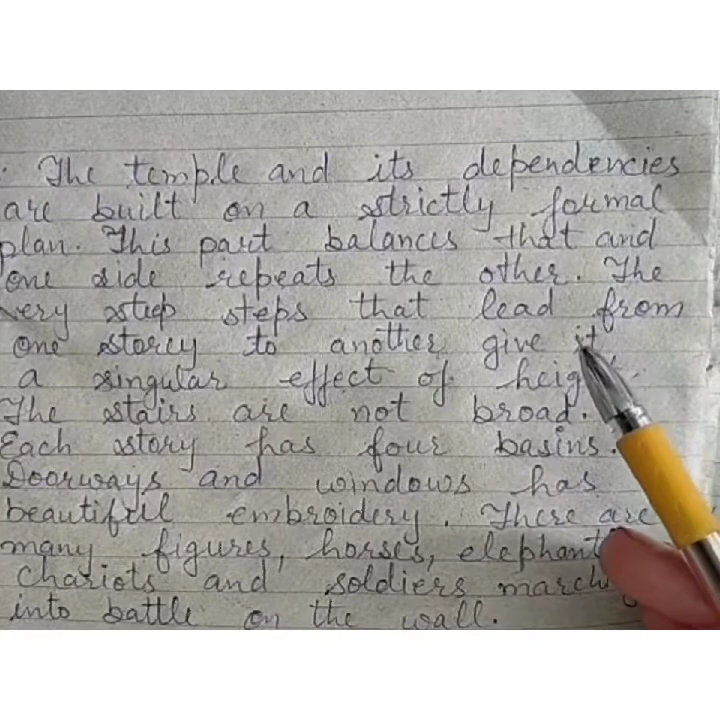 . The temple and its dependencies
are built on a strictly formal
plan. This part balances that and
one side repeats the other. The
very steep steps that lead from
one storey to another give it
a singular effect of
The stairs are not broad.
Each story has four basins.
Doorways and windows has
beautiful embroidery. There are
many figures, horses,
Chariots and soldiers
into battle on the wall.